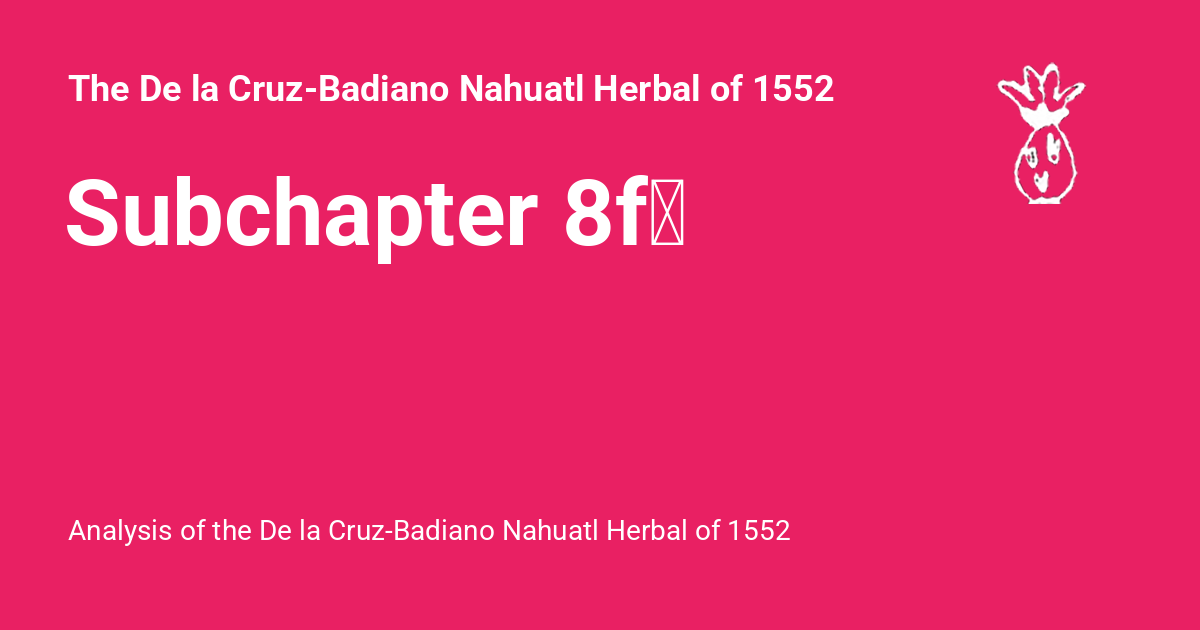 The De la Cruz-Badiano Nahuatl Herbal of 1552
Subchapter 8f
Analysis of the De la Cruz-Badiano Nahuatl Herbal of 1552